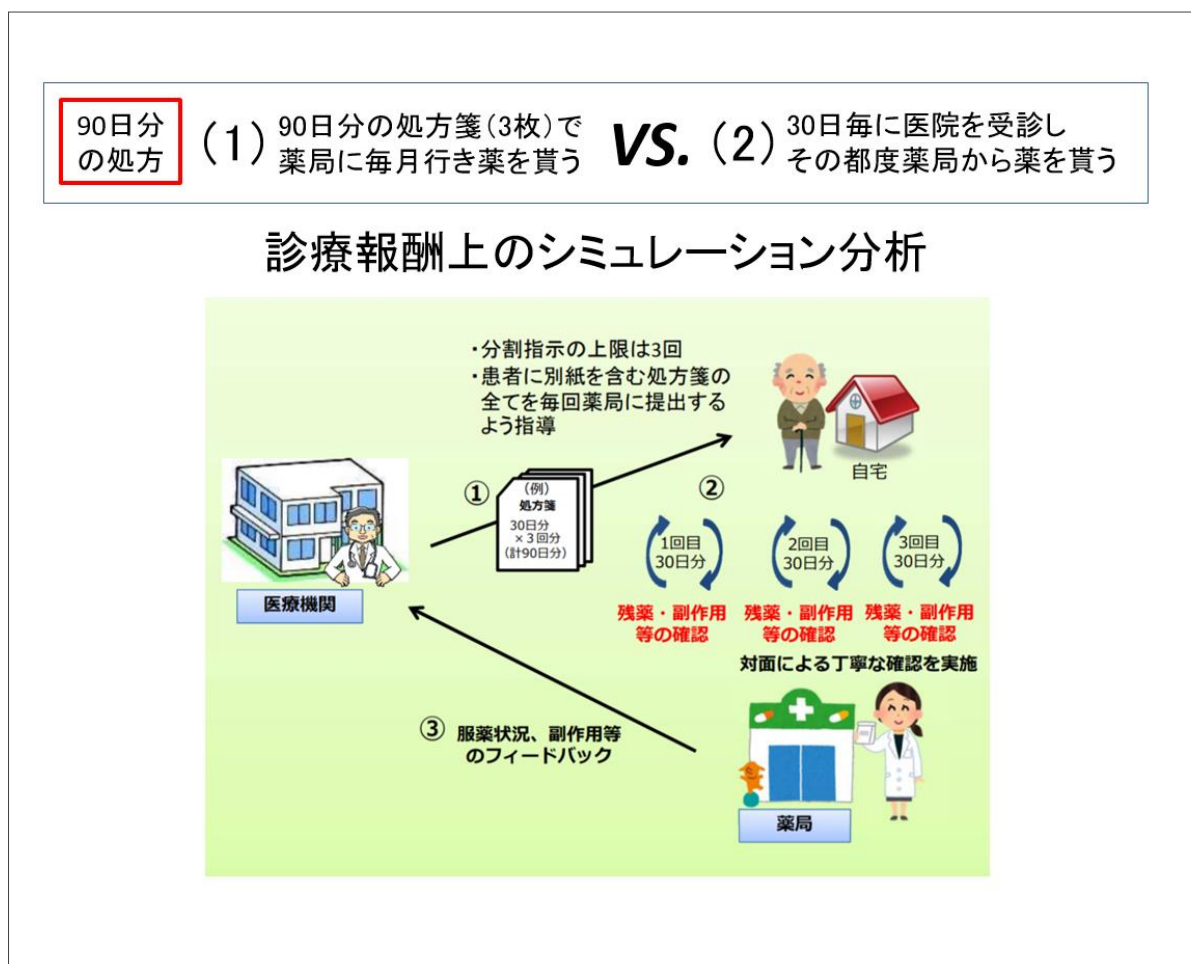 90日分
の処方
(1) 90日分の処方箋(3枚)で
薬局に毎月行き薬を貰う
VS.
(2) 30日毎に医院を受診し
その都度薬局から薬を貰う
診療報酬上のシミュレーション分析
・分割指示の上限は3回
・患者に別紙を含む処方箋の
全てを毎回薬局に提出する
よう指導
自宅
①
(例)
処方箋
30日分
×3回分
(計90日分)
②
1回目
30日分
2回目
30日分
3回目
30日分
医療機関
残薬・副作用
等の確認
残薬・副作用
等の確認
残薬・副作用
等の確認
対面による丁寧な確認を実施
③ 服薬状況、副作用等
のフィードバック
薬局